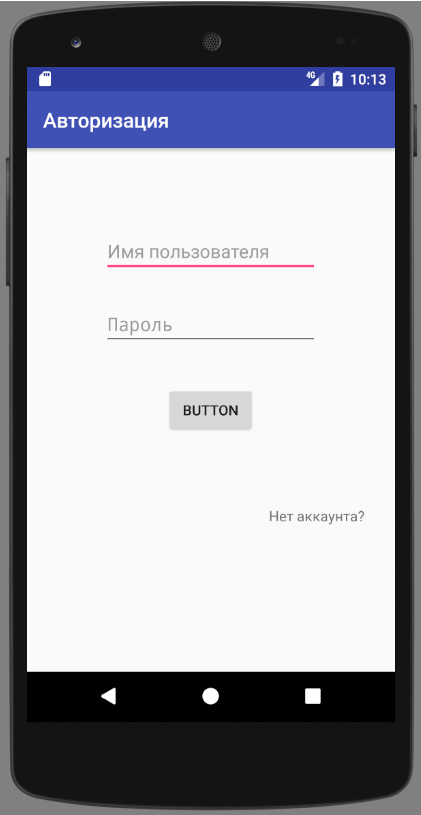 4G 10:13
Авторизация
Имя пользователя
Пароль
BUTTON
Нет аккаунта?